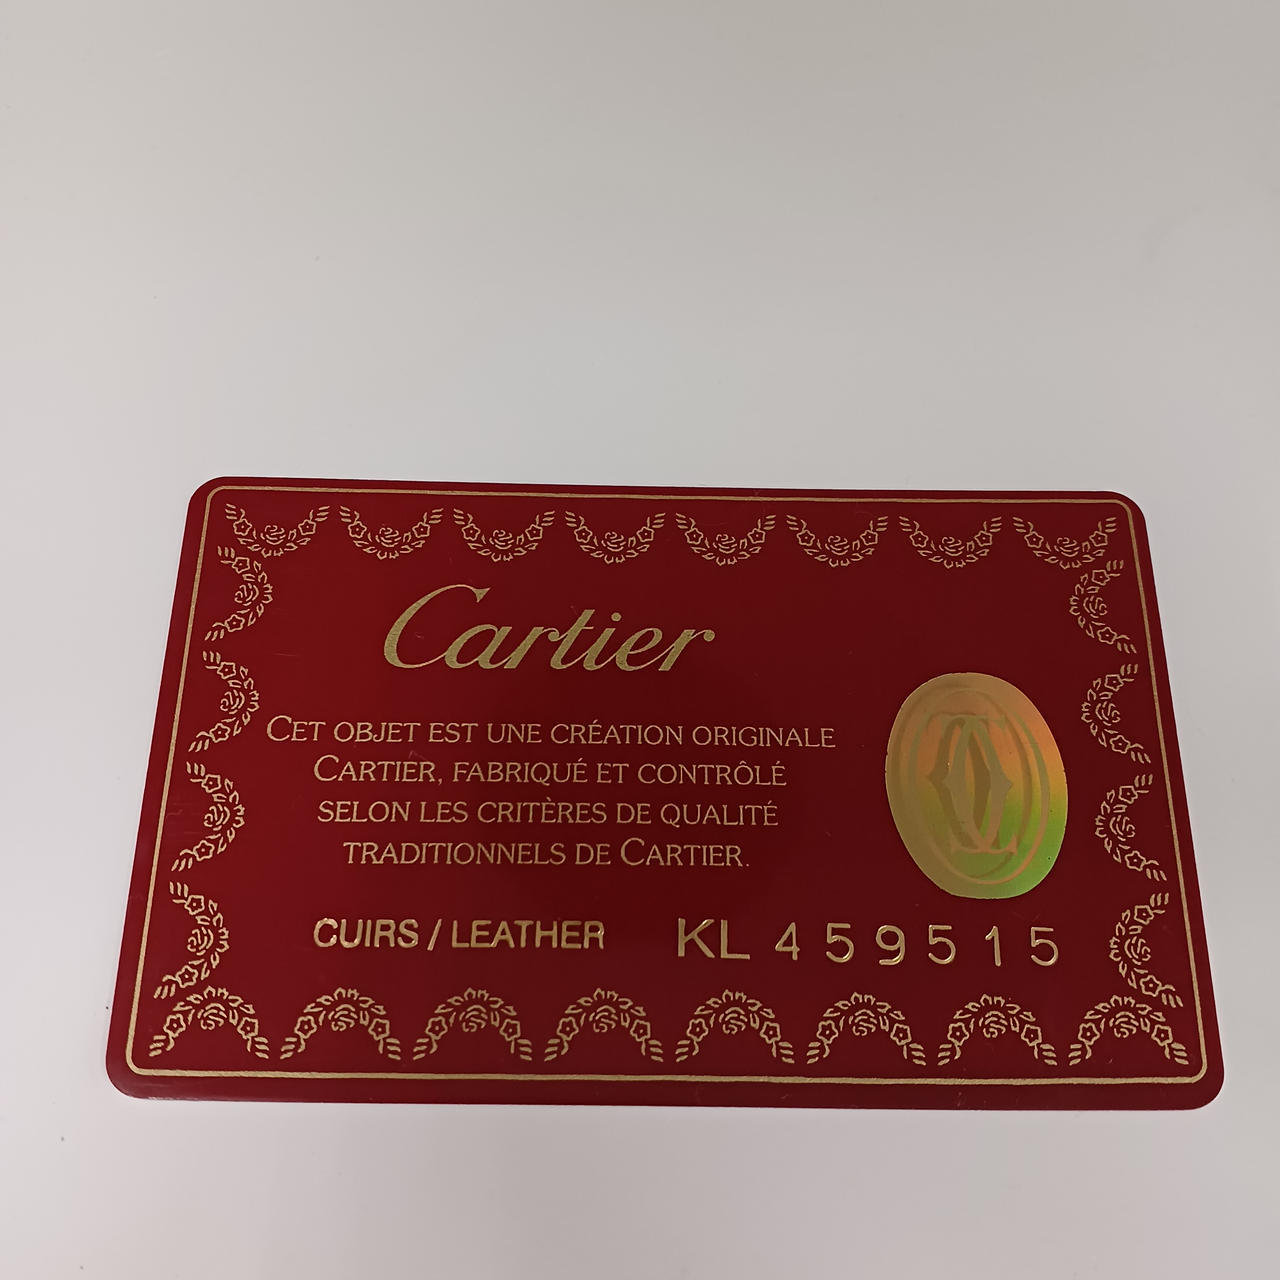 Cartier
CET OBJET EST UNE CRÉATION ORIGINALE
CARTIER, FABRIQUÉ ET CONTRÔLÉ
SELON LES CRITÈRES DE QUALITÉ
TRADITIONNELS DE CARTIER.
CUIRS / LEATHER KL 459515